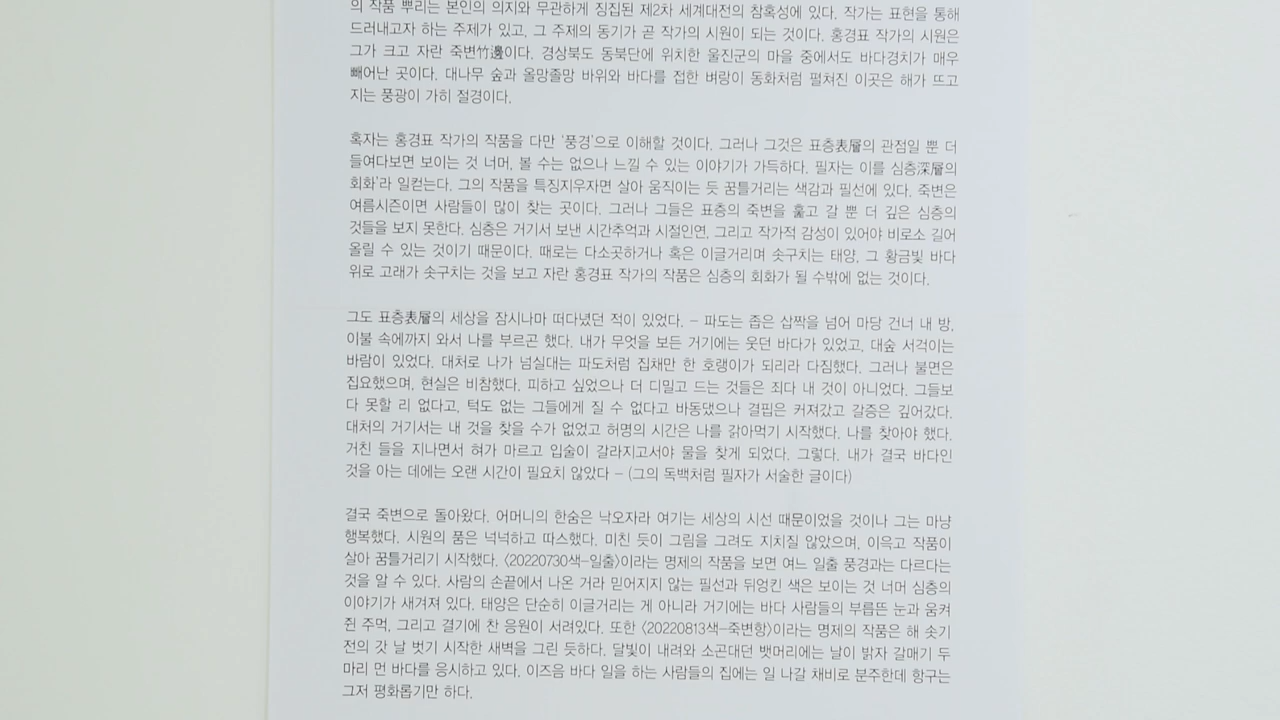 의 작품 뿌리는 본인의 의지와 무관하게 징집된 제2차 세계대전의 참혹성에 있다. 작가는 표현을 통해
드러내고자 하는 주제가 있고, 그 주제의 동기가 곧 작가의 시원이 되는 것이다. 홍경표 작가의 시원은
그가 크고 자란 죽변竹邊이다. 경상북도 동북단에 위치한 울진군의 마을 중에서도 바다경치가 매우
빼어난 곳이다. 대나무 숲과 올망졸망 바위와 바다를 접한 벼랑이 동화처럼 펼쳐진 이곳은 해가 뜨고
지는 풍광이 가히 절경이다.
혹자는 홍경표 작가의 작품을 다만 '풍경'으로 이해할 것이다. 그러나 그것은 표층表層의 관점일 뿐 더
들여다보면 보이는 것 너머, 볼 수는 없으나 느낄 수 있는 이야기가 가득하다. 필자는 이를 심층深層의
회화'라 일컫는다. 그의 작품을 특징지우자면 살아 움직이는 듯 꿈틀거리는 색감과 필선에 있다. 죽변은
여름시즌이면 사람들이 많이 찾는 곳이다. 그러나 그들은 표층의 죽변을 훑고 갈 뿐 더 깊은 심층의
것들을 보지 못한다. 심층은 거기서 보낸 시간추억과 시절인연, 그리고 작가적 감성이 있어야 비로소 길어
올릴 수 있는 것이기 때문이다. 때로는 다소곳하거나 혹은 이글거리며 솟구치는 태양, 그 황금빛 바다
위로 고래가 솟구치는 것을 보고 자란 홍경표 작가의 작품은 심층의 회화가 될 수밖에 없는 것이다.
그도 표층表層의 세상을 잠시나마 떠다녔던 적이 있었다. – 파도는 좁은 삽짝을 넘어 마당 건너 내 방,
이불 속에까지 와서 나를 부르곤 했다. 내가 무엇을 보든 거기에는 웃던 바다가 있었고, 대숲 서걱이는
바람이 있었다. 대처로 나가 넘실대는 파도처럼 집채만 한 호랭이가 되리라 다짐했다. 그러나 불면은
집요했으며, 현실은 비참했다. 피하고 싶었으나 더 디밀고 드는 것들은 죄다 내 것이 아니었다. 그들보
다 못할 리 없다고, 턱도 없는 그들에게 질 수 없다고 바동댔으나 결핍은 커져갔고 갈증은 깊어갔다.
대처의 거기서는 내 것을 찾을 수가 없었고 허명의 시간은 나를 갉아먹기 시작했다. 나를 찾아야 했다.
거친 들을 지나면서 혀가 마르고 입술이 갈라지고서야 물을 찾게 되었다. 그렇다. 내가 결국 바다인
것을 아는 데에는 오랜 시간이 필요치 않았다 – (그의 독백처럼 필자가 서술한 글이다)
결국 죽변으로 돌아왔다. 어머니의 한숨은 낙오자라 여기는 세상의 시선 때문이었을 것이나 그는 마냥
행복했다. 시원의 품은 넉넉하고 따스했다. 미친 듯이 그림을 그려도 지치질 않았으며, 이윽고 작품이
살아 꿈틀거리기 시작했다. 〈20220730색–일출〉이라는 명제의 작품을 보면 여느 일출 풍경과는 다르다는
것을 알 수 있다. 사람의 손끝에서 나온 거라 믿어지지 않는 필선과 뒤엉킨 색은 보이는 것 너머 심층의
이야기가 새겨져 있다. 태양은 단순히 이글거리는 게 아니라 거기에는 바다 사람들의 부릅뜬 눈과 움켜
쥔 주먹, 그리고 결기에 찬 응원이 서려있다. 또한 〈20220813색–죽변항〉이라는 명제의 작품은 해 솟기
전의 갓 날 벗기 시작한 새벽을 그린 듯하다. 달빛이 내려와 소곤대던 뱃머리에는 날이 밝자 갈매기 두
마리 먼 바다를 응시하고 있다. 이즈음 바다 일을 하는 사람들의 집에는 일 나갈 채비로 분주한데 항구는
그저 평화롭기만 하다.